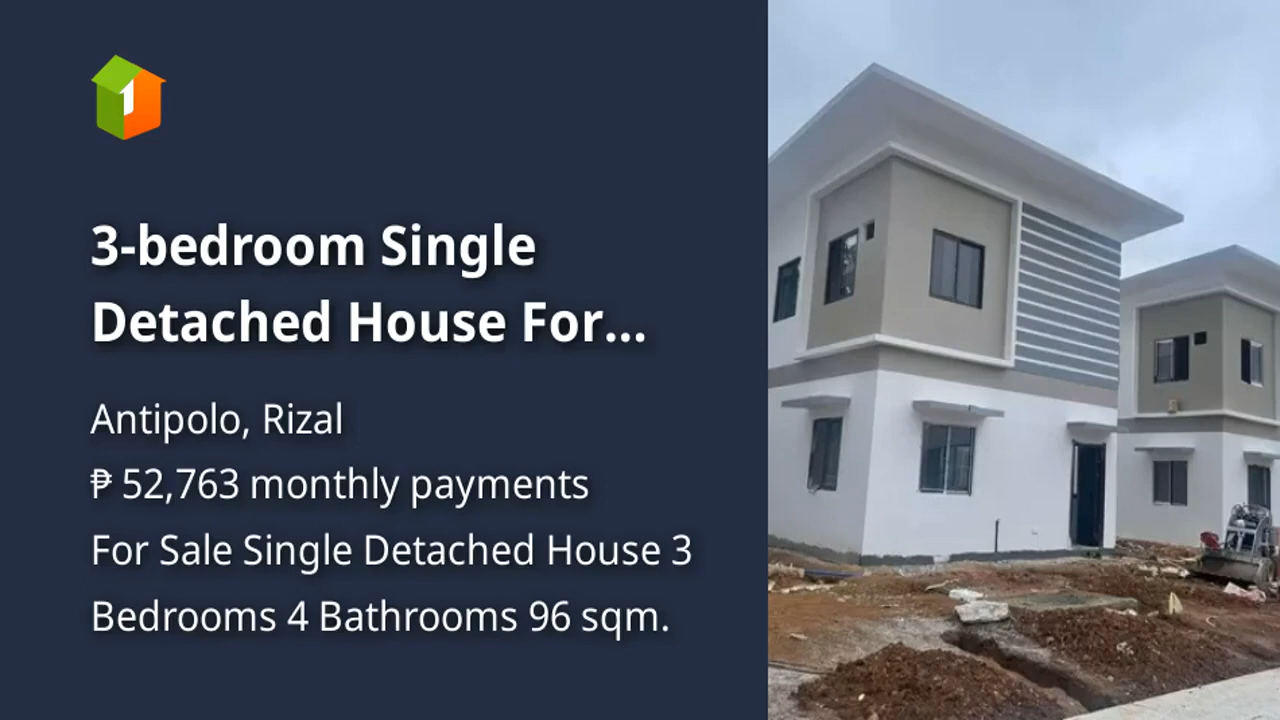 3-bedroom Single
Detached House For...
Antipolo, Rizal
₱ 52,763 monthly payments
For Sale Single Detached House 3
Bedrooms 4 Bathrooms 96 sqm.